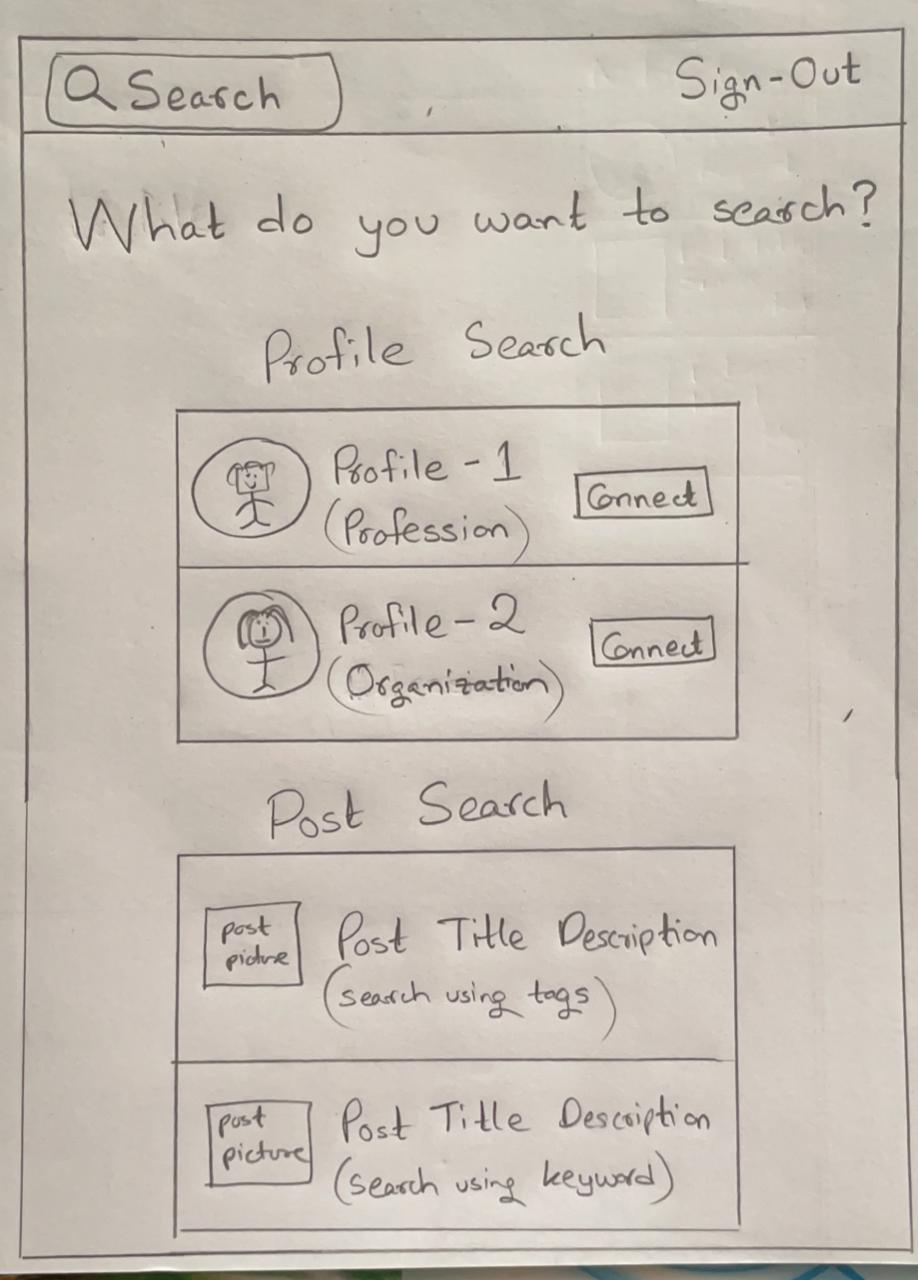 Search
Sign-Out
What do you want to search?
Profile Search
Profile - 1
(Profession)
Connect
Profile - 2
(Organization)
Connect
Post Search
post
picture
Post Title Description
(search using tags)
post
picture
Post Title Description
(search using keyword)